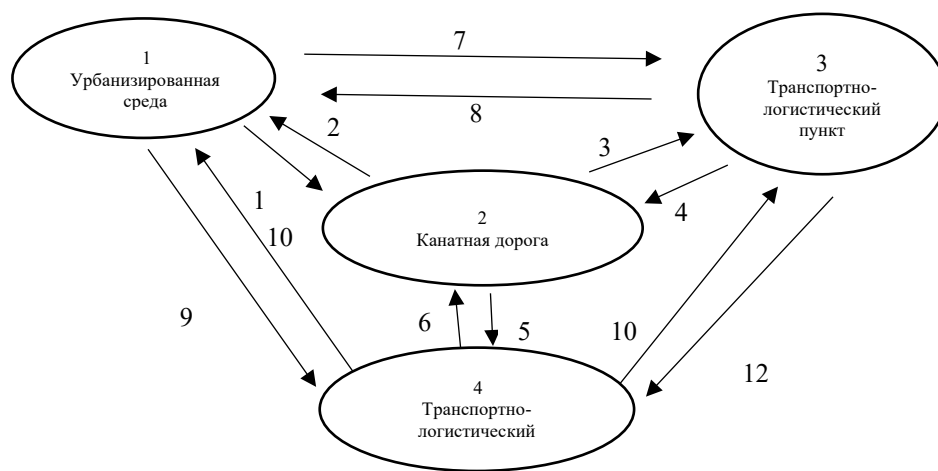 7
1
Урбанизированная
среда
3
Транспортно-
логистический
пункт
8
2
3
1
4
2
Канатная дорога
10
9
6
5
10
12
4
Транспортно-
логистический